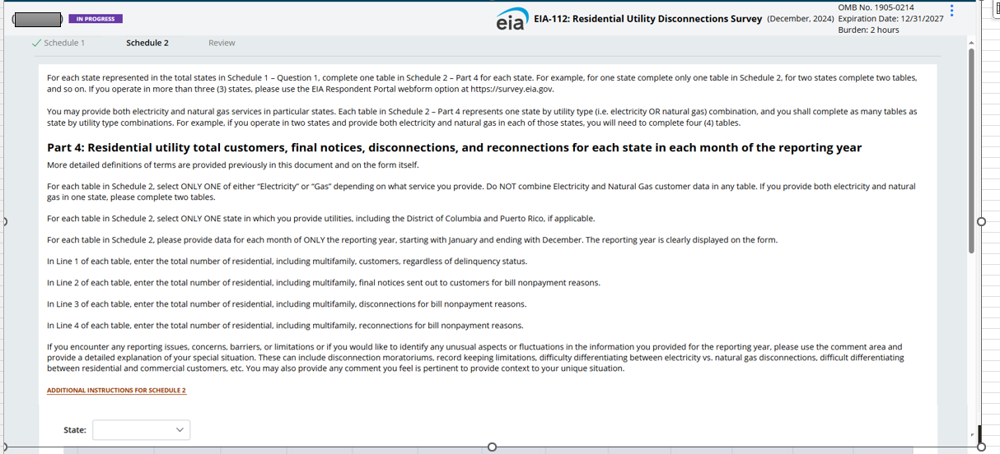 IN PROGRESS
eia
EIA-112: Residential Utility Disconnections Survey (December, 2024)
OMB No. 1905-0214
Expiration Date: 12/31/2027
Burden: 2 hours
Schedule 1
Schedule 2
Review
For each state represented in the total states in Schedule 1 – Question 1, complete one table in Schedule 2 – Part 4 for each state. For example, for one state complete only one table in Schedule 2, for two states complete two tables,
and so on. If you operate in more than three (3) states, please use the EIA Respondent Portal webform option at https://survey.eia.gov.
You may provide both electricity and natural gas services in particular states. Each table in Schedule 2 – Part 4 represents one state by utility type (i.e. electricity OR natural gas) combination, and you shall complete as many tables as
state by utility type combinations. For example, if you operate in two states and provide both electricity and natural gas in each of those states, you will need to complete four (4) tables.
Part 4: Residential utility total customers, final notices, disconnections, and reconnections for each state in each month of the reporting year
More detailed definitions of terms are provided previously in this document and on the form itself.
For each table in Schedule 2, select ONLY ONE of either “Electricity” or “Gas” depending on what service you provide. Do NOT combine Electricity and Natural Gas customer data in any table. If you provide both electricity and natural
gas in one state, please complete two tables.
For each table in Schedule 2, select ONLY ONE state in which you provide utilities, including the District of Columbia and Puerto Rico, if applicable.
For each table in Schedule 2, please provide data for each month of ONLY the reporting year, starting with January and ending with December. The reporting year is clearly displayed on the form.
In Line 1 of each table, enter the total number of residential, including multifamily, customers, regardless of delinquency status.
In Line 2 of each table, enter the total number of residential, including multifamily, final notices sent out to customers for bill nonpayment reasons.
In Line 3 of each table, enter the total number of residential, including multifamily, disconnections for bill nonpayment reasons.
In Line 4 of each table, enter the total number of residential, including multifamily, reconnections for bill nonpayment reasons.
If you encounter any reporting issues, concerns, barriers, or limitations or if you would like to identify any unusual aspects or fluctuations in the information you provided for the reporting year, please use the comment area and
provide a detailed explanation of your special situation. These can include disconnection moratoriums, record keeping limitations, difficulty differentiating between electricity vs. natural gas disconnections, difficult differentiating
between residential and commercial customers, etc. You may also provide any comment you feel is pertinent to provide context to your unique situation.
ADDITIONAL INSTRUCTIONS FOR SCHEDULE 2
State: